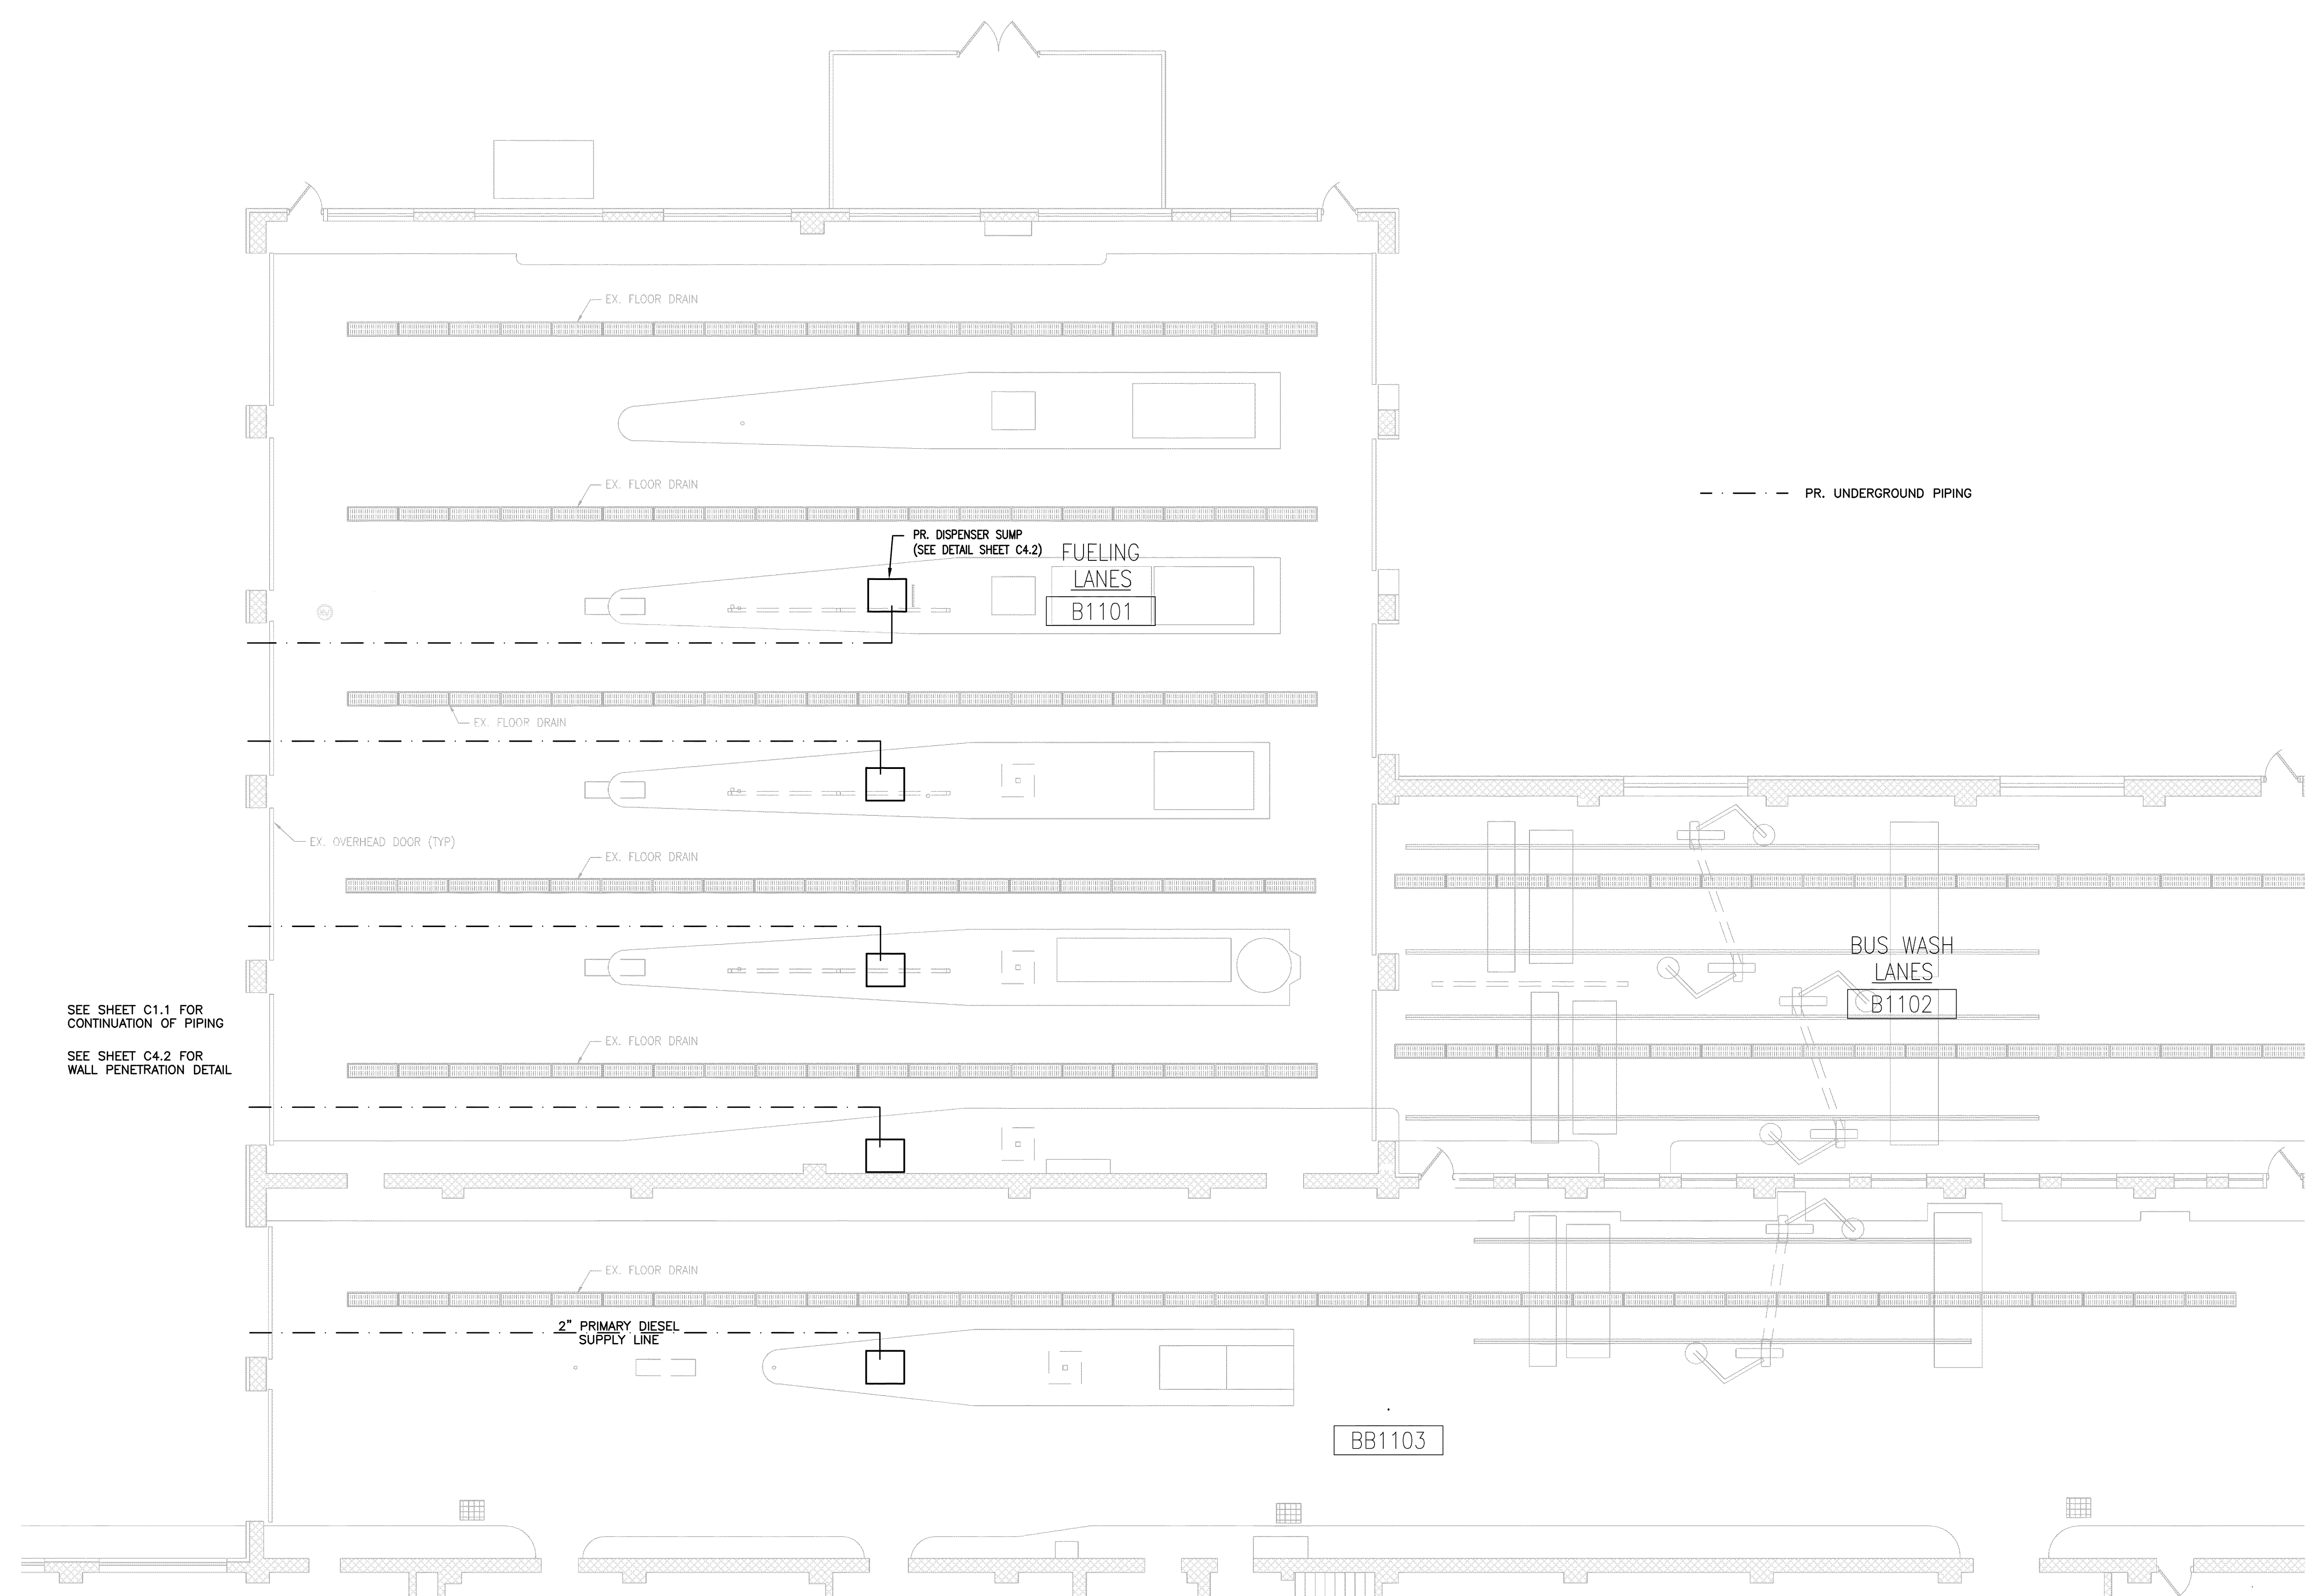 EX. FLOOR DRAIN
EX. FLOOR DRAIN
PR. UNDERGROUND PIPING
PR. DISPENSER SUMP
(SEE DETAIL SHEET C4.2)
FUELING
LANES
B1101
EX. FLOOR DRAIN
EX. OVERHEAD DOOR (TYP)
EX. FLOOR DRAIN
BUS WASH
LANES
B1102
SEE SHEET C1.1 FOR
CONTINUATION OF PIPING
SEE SHEET C4.2 FOR
WALL PENETRATION DETAIL
EX. FLOOR DRAIN
EX. FLOOR DRAIN
2" PRIMARY DIESEL
SUPPLY LINE
BB1103